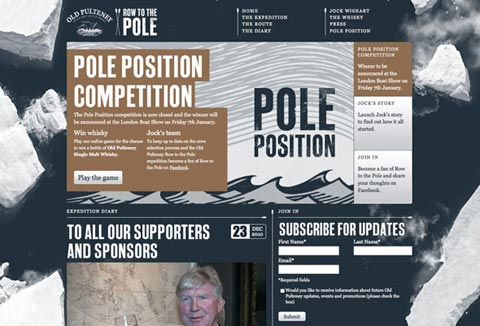 OLD PULTENEY
ROW TO THE
POLE
HOME
THE EXPEDITION
THE ROUTE
THE DIARY
JOCK WISHART
THE WHISKY
PRESS
POLE POSITION
POLE POSITION
COMPETITION
The Pole Position competition is now closed and the winner will
be announced at the London Boat Show on Friday 7th January.
Win whisky
Play our online game for the chance
to win a bottle of Old Pulteney
Single Malt Whisky.
Jock's team
To keep up to date on the crew
selection process and the Old
Pulteney Row to the Pole
expedition become a fan of Row
to the Pole on Facebook.
Play the game
POLE
POSITION
POLE POSITION
COMPETITION
Winner to be
announced at the
London Boat Show on
Friday 7th January.
JOCK'S STORY
Launch Jock's story
to find out how it all
started.
JOIN IN
Become a fan of Row
to the Pole and share
your thoughts on
Facebook.
EXPEDITION DIARY
TO ALL OUR SUPPORTERS
AND SPONSORS
23 DEC
2010
JOIN IN
SUBSCRIBE FOR UPDATES
First Name*
Last Name*
Email*
*Required fields
Would you like to receive information about future Old
Pulteney updates, events and promotions (please check the
box)
Submit